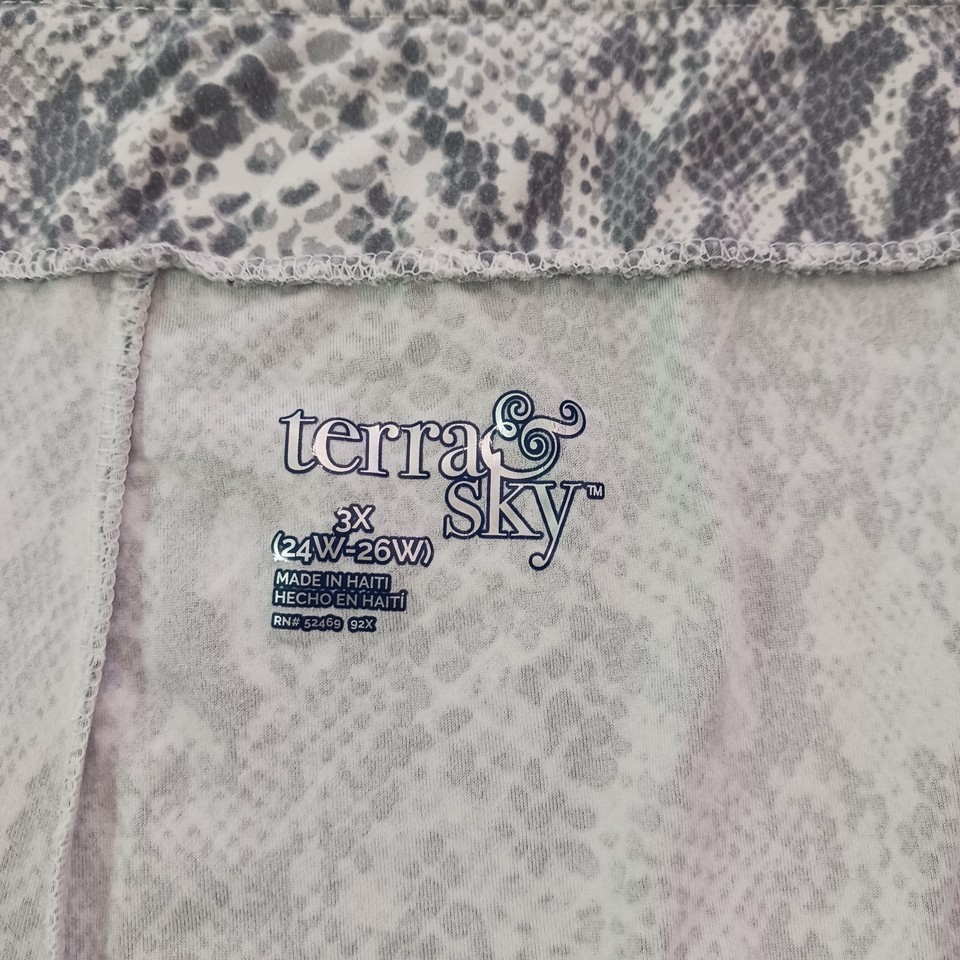 terra &
sky™
3X
(24W-26W)
MADE IN HAITI
HECHO EN HAITÍ
RN# 52469 92X